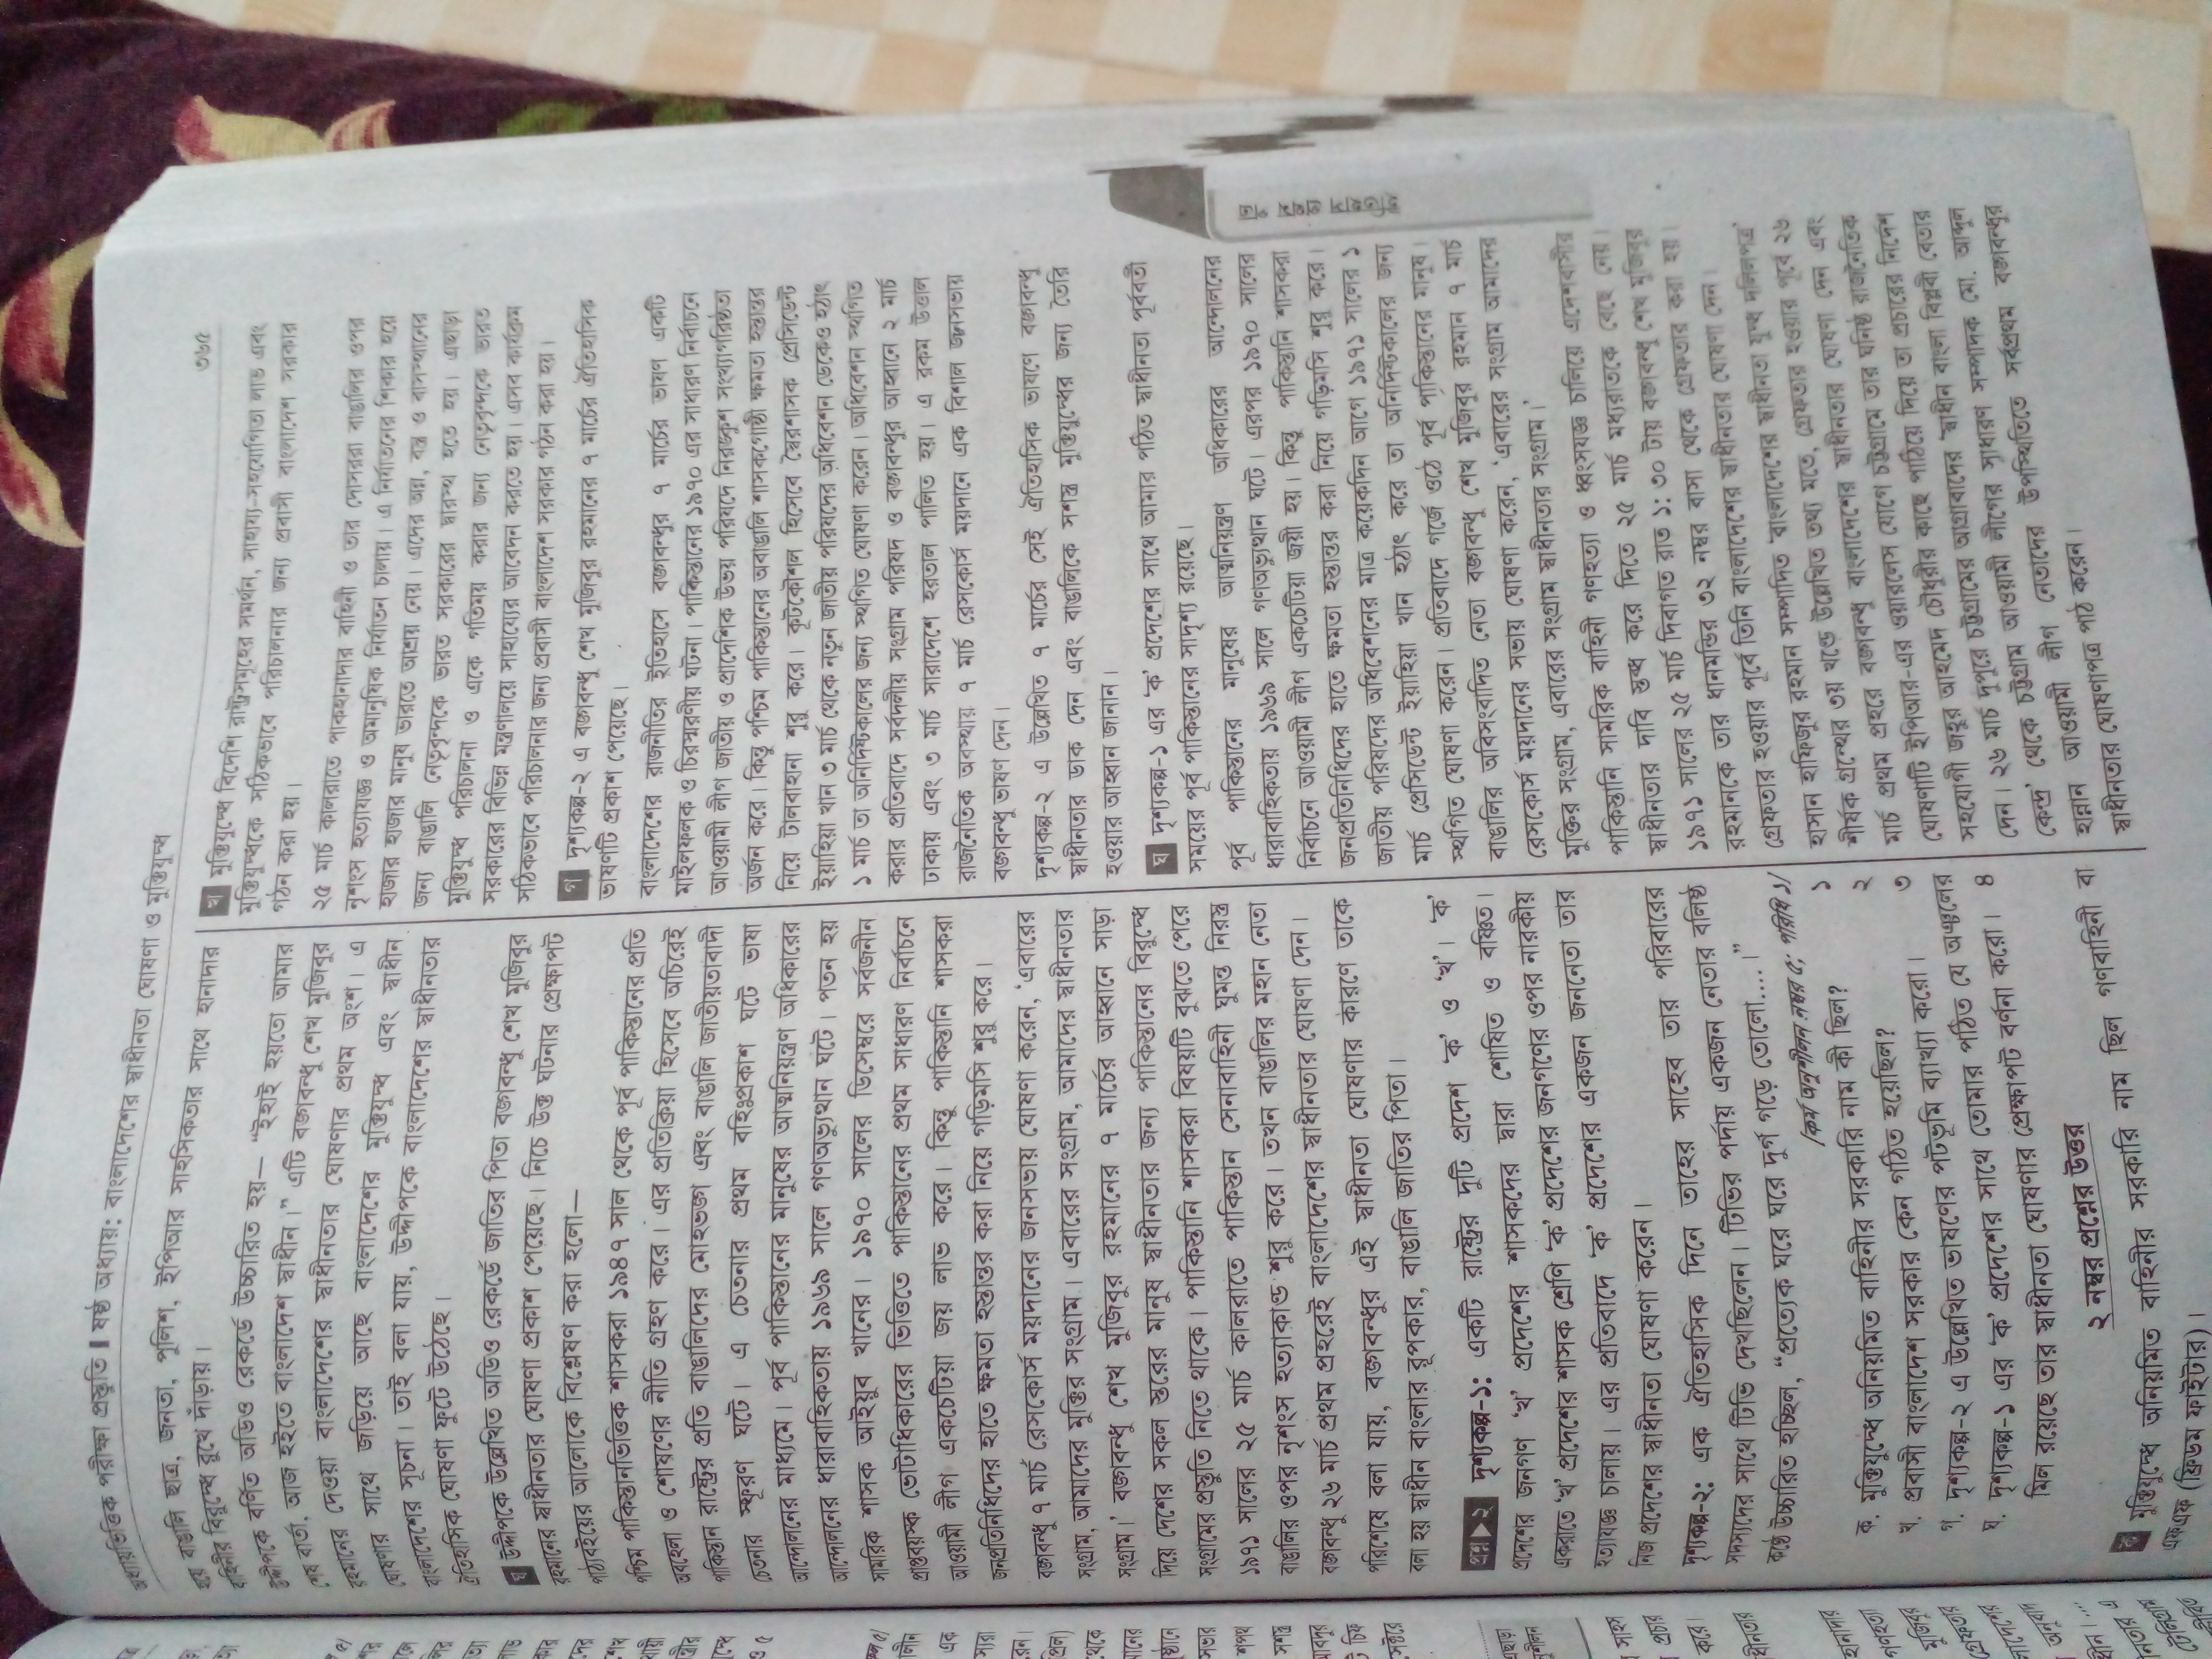 অধ্যায়ভিত্তিক পরীক্ষা প্রস্তুতি ❙ ষষ্ঠ অধ্যায়: বাংলাদেশের স্বাধীনতা ঘোষণা ও মুক্তিযুদ্ধ
৩৬৫
হয়ে বাঙালি ছাত্র, জনতা, পুলিশ, ইপিআর সাহসিকতার সাথে হানাদার
বাহিনীর বিরুদ্ধে রুখে দাঁড়ায়।
উদ্দীপকে বর্ণিত অডিও রেকর্ডে উচ্চারিত হয়— “ইহাই হয়তো আমার
শেষ বার্তা, আজ হইতে বাংলাদেশ স্বাধীন।” এটি বঙ্গবন্ধু শেখ মুজিবুর
রহমানের দেওয়া বাংলাদেশের স্বাধীনতার ঘোষণার প্রথম অংশ। এ
ঘোষণার সাথে জড়িয়ে আছে বাংলাদেশের মুক্তিযুদ্ধ এবং স্বাধীন
বাংলাদেশের সূচনা। তাই বলা যায়, উদ্দীপকে বাংলাদেশের স্বাধীনতার
ঐতিহাসিক ঘোষণা ফুটে উঠেছে।
ঘ উদ্দীপকে উল্লেখিত অডিও রেকর্ডে জাতির পিতা বঙ্গবন্ধু শেখ মুজিবুর
রহমানের স্বাধীনতার ঘোষণা প্রকাশ পেয়েছে। নিচে উক্ত ঘটনার প্রেক্ষাপট
পাঠ্যবইয়ের আলোকে বিশ্লেষণ করা হলো—
পশ্চিম পাকিস্তানভিত্তিক শাসকরা ১৯৪৭ সাল থেকে পূর্ব পাকিস্তানের প্রতি
অবহেলা ও শোষণের নীতি গ্রহণ করে। এর প্রতিক্রিয়া হিসেবে অচিরেই
পাকিস্তান রাষ্ট্রের প্রতি বাঙালিদের মোহভঙ্গ এবং বাঙালি জাতীয়তাবাদী
চেতনার স্ফূরণ ঘটে। এ চেতনার প্রথম বহিঃপ্রকাশ ঘটে ভাষা
আন্দোলনের মাধ্যমে। পূর্ব পাকিস্তানের মানুষের আত্মনিয়ন্ত্রণ অধিকারের
আন্দোলনের ধারাবাহিকতায় ১৯৬৯ সালে গণঅভ্যুত্থান ঘটে। পতন হয়
সামরিক শাসক আইয়ুব খানের। ১৯৭০ সালের ডিসেম্বরে সর্বজনীন
প্রাপ্তবয়স্ক ভোটাধিকারের ভিত্তিতে পাকিস্তানের প্রথম সাধারণ নির্বাচনে
আওয়ামী লীগ একচেটিয়া জয় লাভ করে। কিন্তু পাকিস্তানি শাসকরা
জনপ্রতিনিধিদের হাতে ক্ষমতা হস্তান্তর করা নিয়ে গড়িমসি শুরু করে।
বঙ্গবন্ধু ৭ মার্চ রেসকোর্স ময়দানের জনসভায় ঘোষণা করেন, ‘এবারের
সংগ্রাম, আমাদের মুক্তির সংগ্রাম। এবারের সংগ্রাম, আমাদের স্বাধীনতার
সংগ্রাম।’ বঙ্গবন্ধু শেখ মুজিবুর রহমানের ৭ মার্চের আহ্বানে সাড়া
দিয়ে দেশের সকল স্তরের মানুষ স্বাধীনতার জন্য পাকিস্তানের বিরুদ্ধে
সংগ্রামের প্রস্তুতি নিতে থাকে। পাকিস্তানি শাসকরা বিষয়টি বুঝতে পেরে
১৯৭১ সালের ২৫ মার্চ কালরাতে পাকিস্তান সেনাবাহিনী ঘুমন্ত নিরস্ত্র
বাঙালির ওপর নৃশংস হত্যাকাণ্ড শুরু করে। তখন বাঙালির মহান নেতা
বঙ্গবন্ধু ২৬ মার্চ প্রথম প্রহরেই বাংলাদেশের স্বাধীনতার ঘোষণা দেন।
পরিশেষে বলা যায়, বঙ্গবন্ধুর এই স্বাধীনতা ঘোষণার কারণে তাকে
বলা হয় স্বাধীন বাংলার রূপকার, বাঙালি জাতির পিতা।
প্রশ্ন ▶ ২ দৃশ্যকল্প-১: একটি রাষ্ট্রের দুটি প্রদেশ ‘ক’ ও ‘খ’। ‘ক’
প্রদেশের জনগণ ‘খ’ প্রদেশের শাসকদের দ্বারা শোষিত ও বঞ্চিত।
একরাতে ‘খ’ প্রদেশের শাসক শ্রেণি ‘ক’ প্রদেশের জনগণের ওপর নারকীয়
হত্যাযজ্ঞ চালায়। এর প্রতিবাদে ‘ক’ প্রদেশের একজন জননেতা তার
নিজ প্রদেশের স্বাধীনতা ঘোষণা করেন।
দৃশ্যকল্প-২: এক ঐতিহাসিক দিনে তাহের সাহেব তার পরিবারের
সদস্যদের সাথে টিভি দেখছিলেন। টিভির পর্দায় একজন নেতার বলিষ্ঠ
কণ্ঠে উচ্চারিত হচ্ছিল, “প্রত্যেক ঘরে ঘরে দুর্গ গড়ে তোলো....।”
[কর্ম অনুশীলন নম্বর ৫; পরিধি ১]
ক. মুক্তিযুদ্ধে অনিয়মিত বাহিনীর সরকারি নাম কী ছিল? ১
খ. প্রবাসী বাংলাদেশ সরকার কেন গঠিত হয়েছিল? ২
গ. দৃশ্যকল্প-২ এ উল্লেখিত ভাষণের পটভূমি ব্যাখ্যা করো। ৩
ঘ. দৃশ্যকল্প-১ এর ‘ক’ প্রদেশের সাথে তোমার পঠিত যে অঞ্চলের
মিল রয়েছে তার স্বাধীনতা ঘোষণার প্রেক্ষাপট বর্ণনা করো। ৪
২ নম্বর প্রশ্নের উত্তর
ক মুক্তিযুদ্ধে অনিয়মিত বাহিনীর সরকারি নাম ছিল গণবাহিনী বা
এফএফ (ফ্রিডম ফাইটার)।
খ মুক্তিযুদ্ধে বিদেশি রাষ্ট্রসমূহের সমর্থন, সাহায্য-সহযোগিতা লাভ এবং
মুক্তিযুদ্ধকে সঠিকভাবে পরিচালনার জন্য প্রবাসী বাংলাদেশ সরকার
গঠন করা হয়।
২৫ মার্চ কালরাতে পাকহানাদার বাহিনী ও তার দোসররা বাঙালির ওপর
নৃশংস হত্যাযজ্ঞ ও অমানুষিক নির্যাতন চালায়। এ নির্যাতনের শিকার হয়ে
হাজার হাজার মানুষ ভারতে আশ্রয় নেয়। এদের অন্ন, বস্ত্র ও বাসস্থানের
জন্য বাঙালি নেতৃবৃন্দকে ভারত সরকারের দ্বারস্থ হতে হয়। এছাড়া
মুক্তিযুদ্ধ পরিচালনা ও একে গতিময় করার জন্য নেতৃবৃন্দকে ভারত
সরকারের বিভিন্ন মন্ত্রণালয়ে সাহায্যের আবেদন করতে হয়। এসব কার্যক্রম
সঠিকভাবে পরিচালনার জন্য প্রবাসী বাংলাদেশ সরকার গঠন করা হয়।
গ দৃশ্যকল্প-২ এ বঙ্গবন্ধু শেখ মুজিবুর রহমানের ৭ মার্চের ঐতিহাসিক
ভাষণটি প্রকাশ পেয়েছে।
বাংলাদেশের রাজনীতির ইতিহাসে বঙ্গবন্ধুর ৭ মার্চের ভাষণ একটি
মাইলফলক ও চিরস্মরণীয় ঘটনা। পাকিস্তানের ১৯৭০ এর সাধারণ নির্বাচনে
আওয়ামী লীগ জাতীয় ও প্রাদেশিক উভয় পরিষদে নিরঙ্কুশ সংখ্যাগরিষ্ঠতা
অর্জন করে। কিন্তু পশ্চিম পাকিস্তানের অবাঙালি শাসকগোষ্ঠী ক্ষমতা হস্তান্তর
নিয়ে টালবাহানা শুরু করে। কূটকৌশল হিসেবে স্বৈরশাসক প্রেসিডেন্ট
ইয়াহিয়া খান ৩ মার্চ থেকে নতুন জাতীয় পরিষদের অধিবেশন ডেকেও হঠাৎ
১ মার্চ তা অনির্দিষ্টকালের জন্য স্থগিত ঘোষণা করেন। অধিবেশন স্থগিত
করার প্রতিবাদে সর্বদলীয় সংগ্রাম পরিষদ ও বঙ্গবন্ধুর আহ্বানে ২ মার্চ
ঢাকায় এবং ৩ মার্চ সারাদেশে হরতাল পালিত হয়। এ রকম উত্তাল
রাজনৈতিক অবস্থায় ৭ মার্চ রেসকোর্স ময়দানে এক বিশাল জনসভায়
বঙ্গবন্ধু ভাষণ দেন।
দৃশ্যকল্প-২ এ উল্লেখিত ৭ মার্চের সেই ঐতিহাসিক ভাষণে বঙ্গবন্ধু
স্বাধীনতার ডাক দেন এবং বাঙালিকে সশস্ত্র মুক্তিযুদ্ধের জন্য তৈরি
হওয়ার আহ্বান জানান।
ঘ দৃশ্যকল্প-১ এর ‘ক’ প্রদেশের সাথে আমার পঠিত স্বাধীনতা পূর্ববর্তী
সময়ের পূর্ব পাকিস্তানের সাদৃশ্য রয়েছে।
পূর্ব পাকিস্তানের মানুষের আত্মনিয়ন্ত্রণ অধিকারের আন্দোলনের
ধারাবাহিকতায় ১৯৬৯ সালে গণঅভ্যুত্থান ঘটে। এরপর ১৯৭০ সালের
নির্বাচনে আওয়ামী লীগ একচেটিয়া জয়ী হয়। কিন্তু পাকিস্তানি শাসকরা
জনপ্রতিনিধিদের হাতে ক্ষমতা হস্তান্তর করা নিয়ে গড়িমসি শুরু করে।
জাতীয় পরিষদের অধিবেশনের মাত্র কয়েকদিন আগে ১৯৭১ সালের ১
মার্চ প্রেসিডেন্ট ইয়াহিয়া খান হঠাৎ করে তা অনির্দিষ্টকালের জন্য
স্থগিত ঘোষণা করেন। প্রতিবাদে গর্জে ওঠে পূর্ব পাকিস্তানের মানুষ।
বাঙালির অবিসংবাদিত নেতা বঙ্গবন্ধু শেখ মুজিবুর রহমান ৭ মার্চ
রেসকোর্স ময়দানের সভায় ঘোষণা করেন, ‘এবারের সংগ্রাম আমাদের
মুক্তির সংগ্রাম, এবারের সংগ্রাম স্বাধীনতার সংগ্রাম।’
পাকিস্তানি সামরিক বাহিনী গণহত্যা ও ধ্বংসযজ্ঞ চালিয়ে এদেশবাসীর
স্বাধীনতার দাবি স্তব্ধ করে দিতে ২৫ মার্চ মধ্যরাতকে বেছে নেয়।
১৯৭১ সালের ২৫ মার্চ দিবাগত রাত ১: ৩০ টায় বঙ্গবন্ধু শেখ মুজিবুর
রহমানকে তার ধানমন্ডির ৩২ নম্বর বাসা থেকে গ্রেফতার করা হয়।
গ্রেফতার হওয়ার পূর্বে তিনি বাংলাদেশের স্বাধীনতার ঘোষণা দেন।
হাসান হাফিজুর রহমান সম্পাদিত ‘বাংলাদেশের স্বাধীনতা যুদ্ধ দলিলপত্র’
শীর্ষক গ্রন্থের ৩য় খণ্ডে উল্লেখিত তথ্য মতে, গ্রেফতার হওয়ার পূর্বে ২৬
মার্চ প্রথম প্রহরে বঙ্গবন্ধু বাংলাদেশের স্বাধীনতার ঘোষণা দেন এবং
ঘোষণাটি ইপিআর-এর ওয়ারলেস যোগে চট্টগ্রামে তার ঘনিষ্ঠ রাজনৈতিক
সহযোগী জহুর আহমেদ চৌধুরীর কাছে পাঠিয়ে দিয়ে তা প্রচারের নির্দেশ
দেন। ২৬ মার্চ দুপুরে চট্টগ্রামের আগ্রাবাদের ‘স্বাধীন বাংলা বিপ্লবী বেতার
কেন্দ্র’ থেকে চট্টগ্রাম আওয়ামী লীগের সাধারণ সম্পাদক মো. আব্দুল
হান্নান আওয়ামী লীগ নেতাদের উপস্থিতিতে সর্বপ্রথম বঙ্গবন্ধুর
স্বাধীনতার ঘোষণাপত্র পাঠ করেন।
ইতিহাস প্রথম পত্র